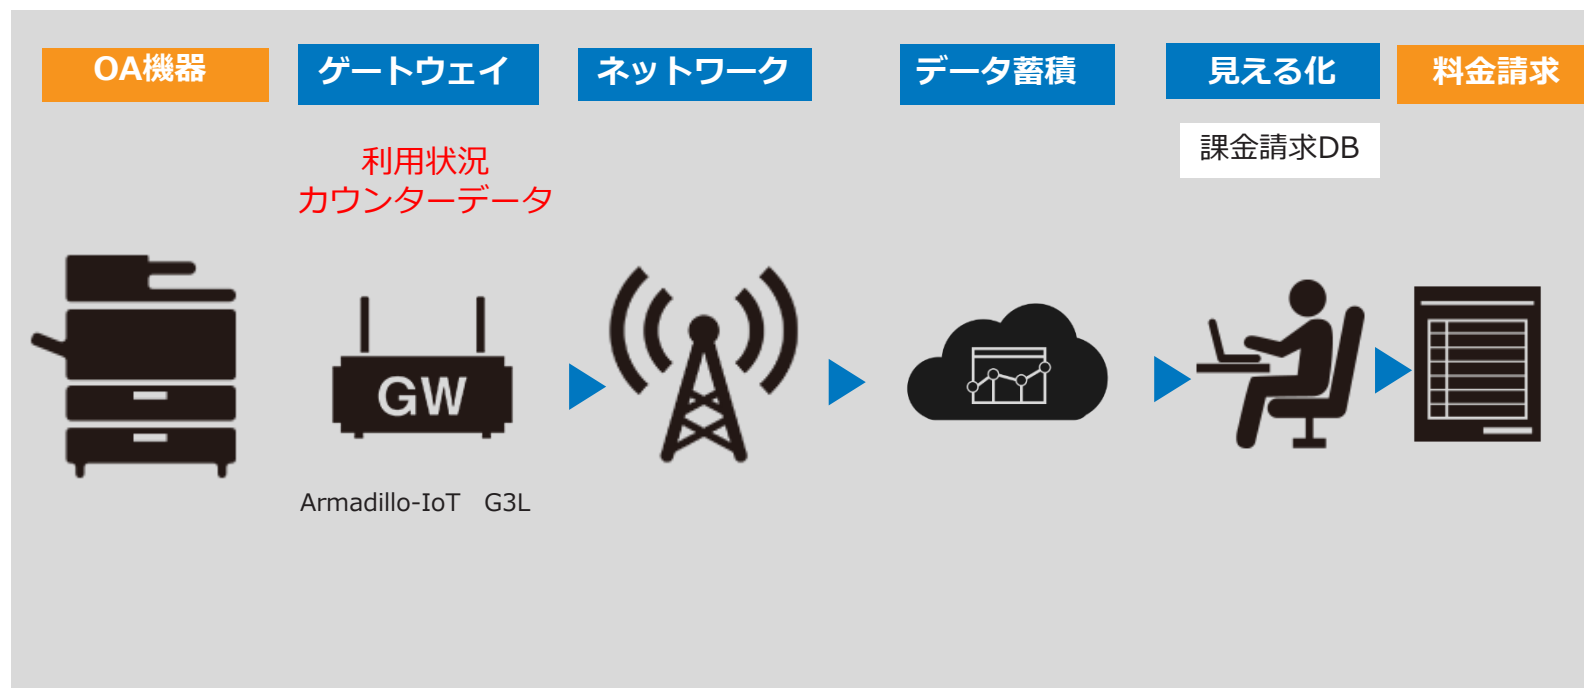 OA機器
ゲートウェイ
ネットワーク
データ蓄積
見える化
料金請求
課金請求DB
利用状況
カウンターデータ
GW
Armadillo-IoT　G3L